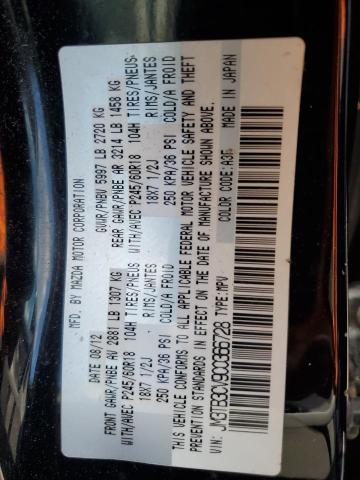 MFD. BY MAZDA MOTOR CORPORATION
DATE 08/12 GVWR/PNBV 5997 LB 2720 KG
FRONT GAWR/PNBE AV 2881 LB 1307 KG REAR GAWR/PNBE AR 3214 LB 1458 KG
WITH/AVEC P245/60R18 104H TIRES/PNEUS WITH/AVEC P245/60R18 104H TIRES/PNEUS
18X7 1/2J RIMS/JANTES 18X7 1/2J RIMS/JANTES
250 KPA/36 PSI COLD/A FROID 250 KPA/36 PSI COLD/A FROID
THIS VEHICLE CONFORMS TO ALL APPLICABLE FEDERAL MOTOR VEHICLE SAFETY AND THEFT
PREVENTION STANDARDS IN EFFECT ON THE DATE OF MANUFACTURE SHOWN ABOVE.
VIN: JM3TB3CV9C0366728 TYPE: MPV COLOR CODE: A3F MADE IN JAPAN